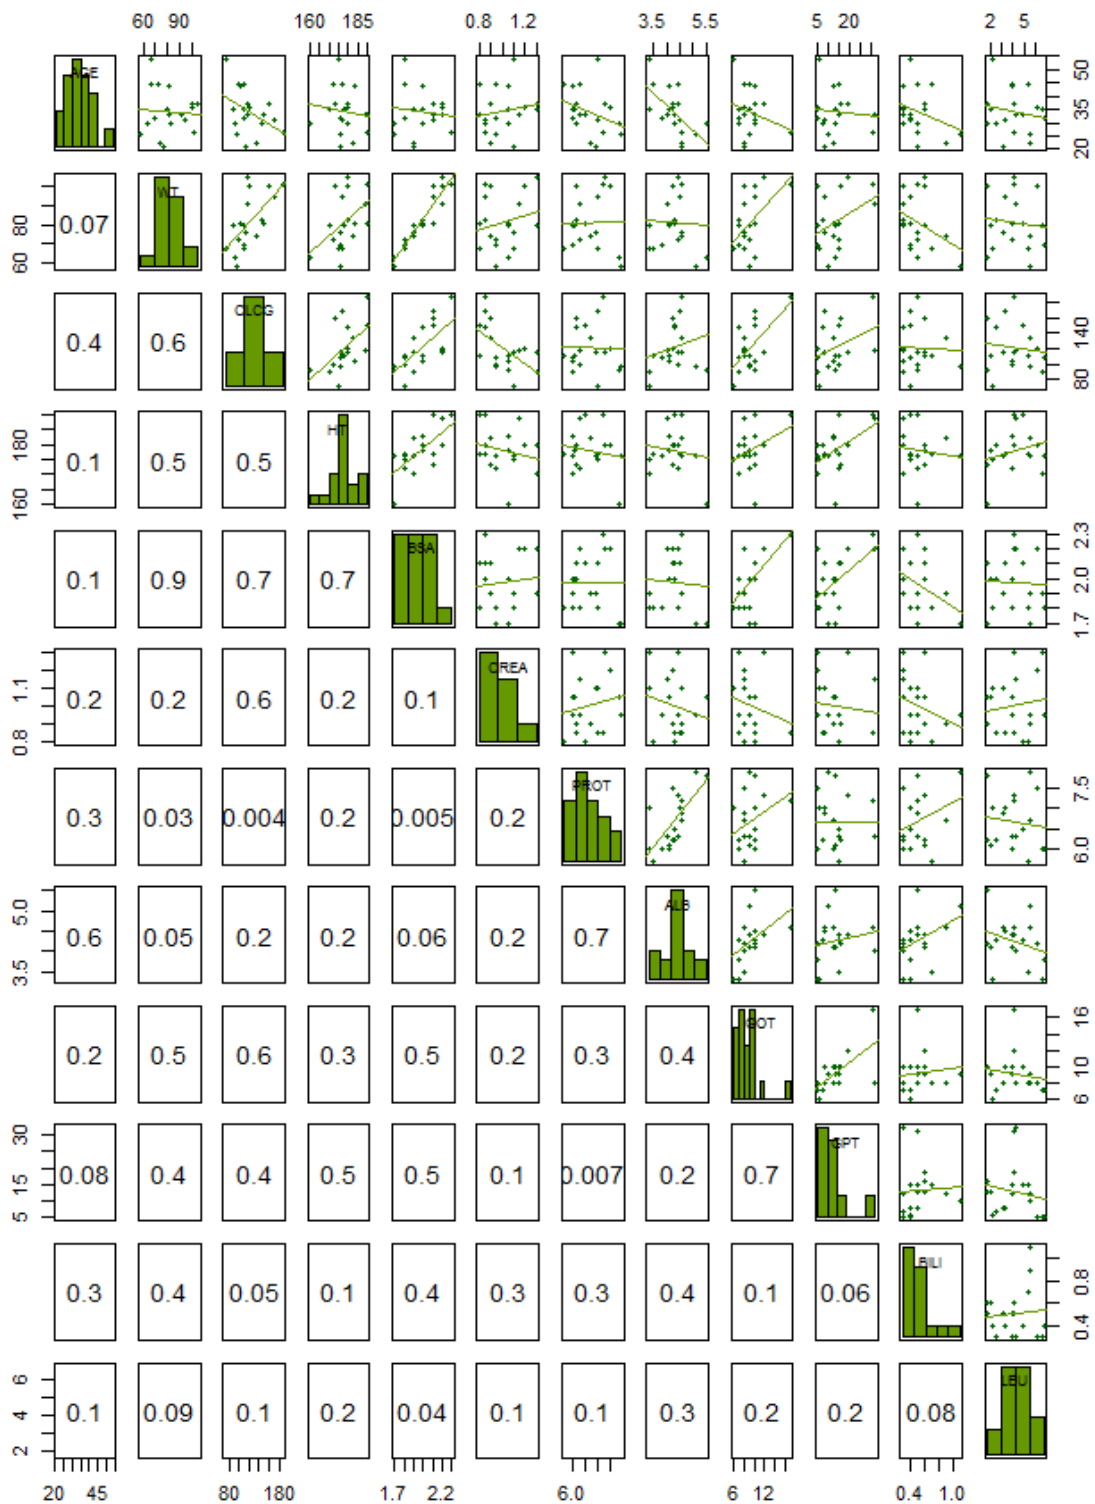 60 90 160 185 0.8 1.2 3.5 5.5 5 20 2 5
AGE 20 35 50
60 80 0.07 WT
0.4 0.6 CLCG 80 140
160 180 0.1 0.5 0.5 HT
0.1 0.9 0.7 0.7 BSA 1.7 2.0 2.3
0.8 1.1 0.2 0.2 0.6 0.2 0.1 CREA
0.3 0.03 0.004 0.2 0.005 0.2 PROT 6.0 7.5
3.5 5.0 0.6 0.05 0.2 0.2 0.06 0.2 0.7 ALB
0.2 0.5 0.6 0.3 0.5 0.2 0.3 0.4 GOT 6 10 16
5 15 30 0.08 0.4 0.4 0.5 0.5 0.1 0.007 0.2 0.7 GPT
0.3 0.4 0.05 0.1 0.4 0.3 0.3 0.4 0.1 0.06 BILI 0.4 0.8
2 4 6 0.1 0.09 0.1 0.2 0.04 0.1 0.1 0.3 0.2 0.2 0.08 LEU
20 45 80 180 1.7 2.2 6.0 6 12 0.4 1.0